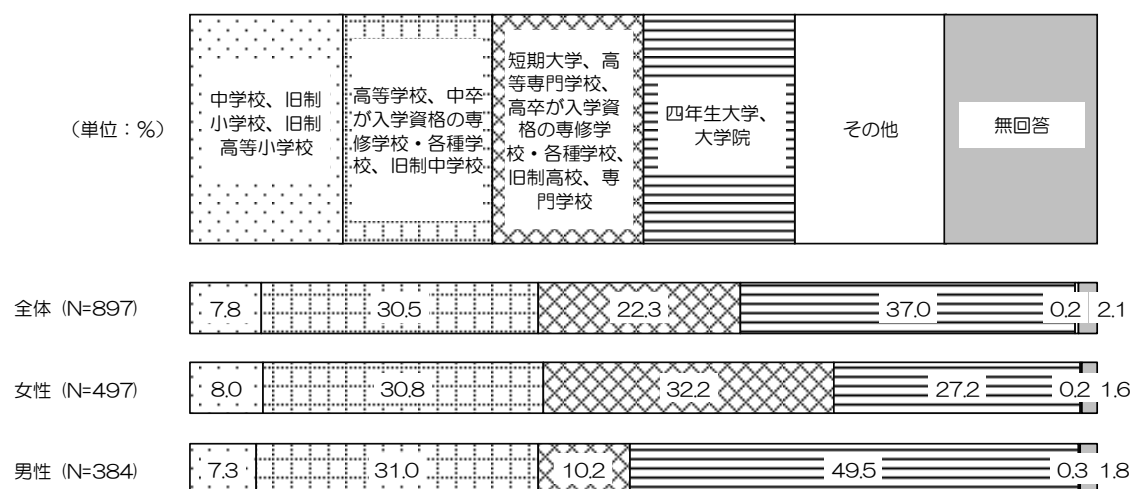 (単位:%)
中学校、旧制
小学校、旧制
高等小学校
高等学校、中卒
が入学資格の専
修学校・各種学
校、旧制中学校
短期大学、高
等専門学校、
高卒が入学資
格の専修学
校・各種学校、
旧制高校、専
門学校
四年生大学、
大学院
その他
無回答
全体 (N=897) 7.8 30.5 22.3 37.0 0.2 2.1
女性 (N=497) 8.0 30.8 32.2 27.2 0.2 1.6
男性 (N=384) 7.3 31.0 10.2 49.5 0.3 1.8